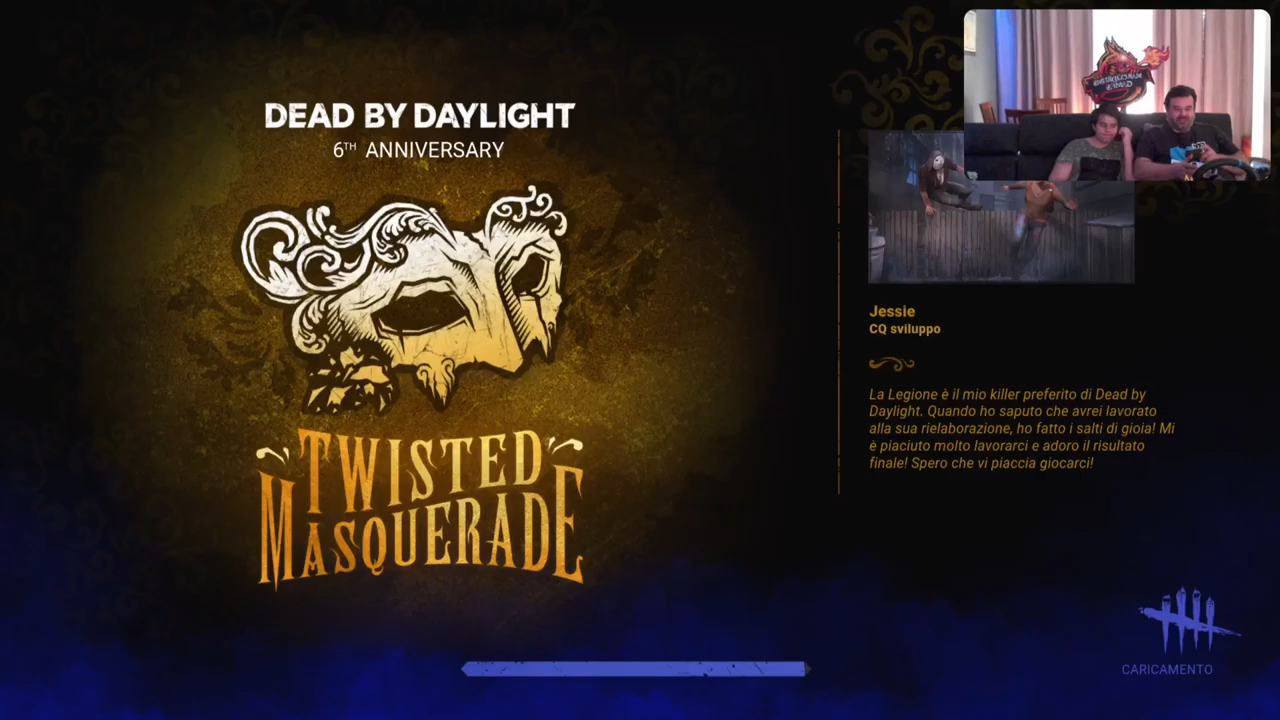 DEAD BY DAYLIGHT
6TH ANNIVERSARY
TWISTED
MASQUERADE
Jessie
CQ sviluppo
La Legione è il mio killer preferito di Dead by
Daylight. Quando ho saputo che avrei lavorato
alla sua rielaborazione, ho fatto i salti di gioia! Mi
è piaciuto molto lavorarci e adoro il risultato
finale! Spero che vi piaccia giocarci!
CARICAMENTO